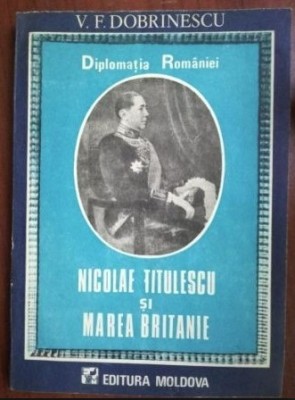 V. F. DOBRINESCU
Diplomația României
NICOLAE TITULESCU
ȘI
MAREA BRITANIE
EDITURA MOLDOVA